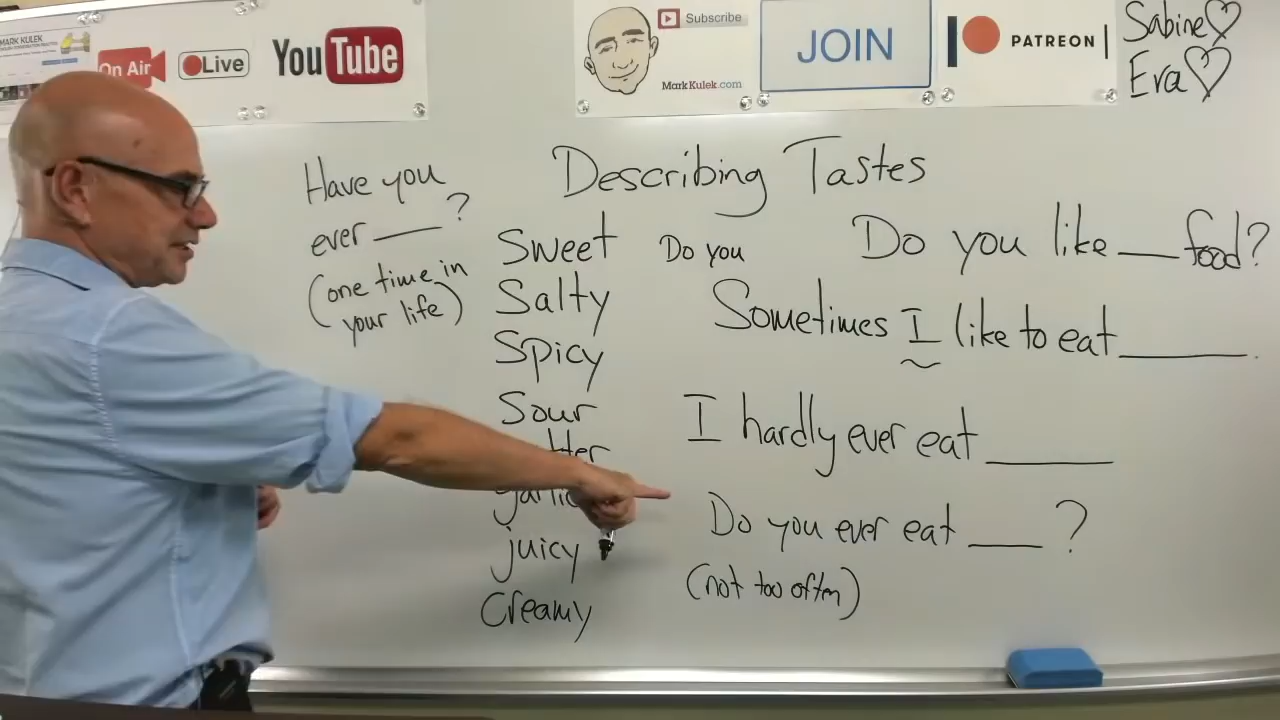 MARK KULEK
On Air
Live
YouTube
Subscribe
MarkKulek.com
JOIN
PATREON
Sabine♡
Eva♡
Describing Tastes
Have you
ever ___?
(one time in
your life)
Sweet
Salty
Spicy
Sour
tter
garlic
juicy
Creamy
Do you
Do you like ___ food?
Sometimes I like to eat ___.
I hardly ever eat ___
Do you ever eat ___?
(not too often)